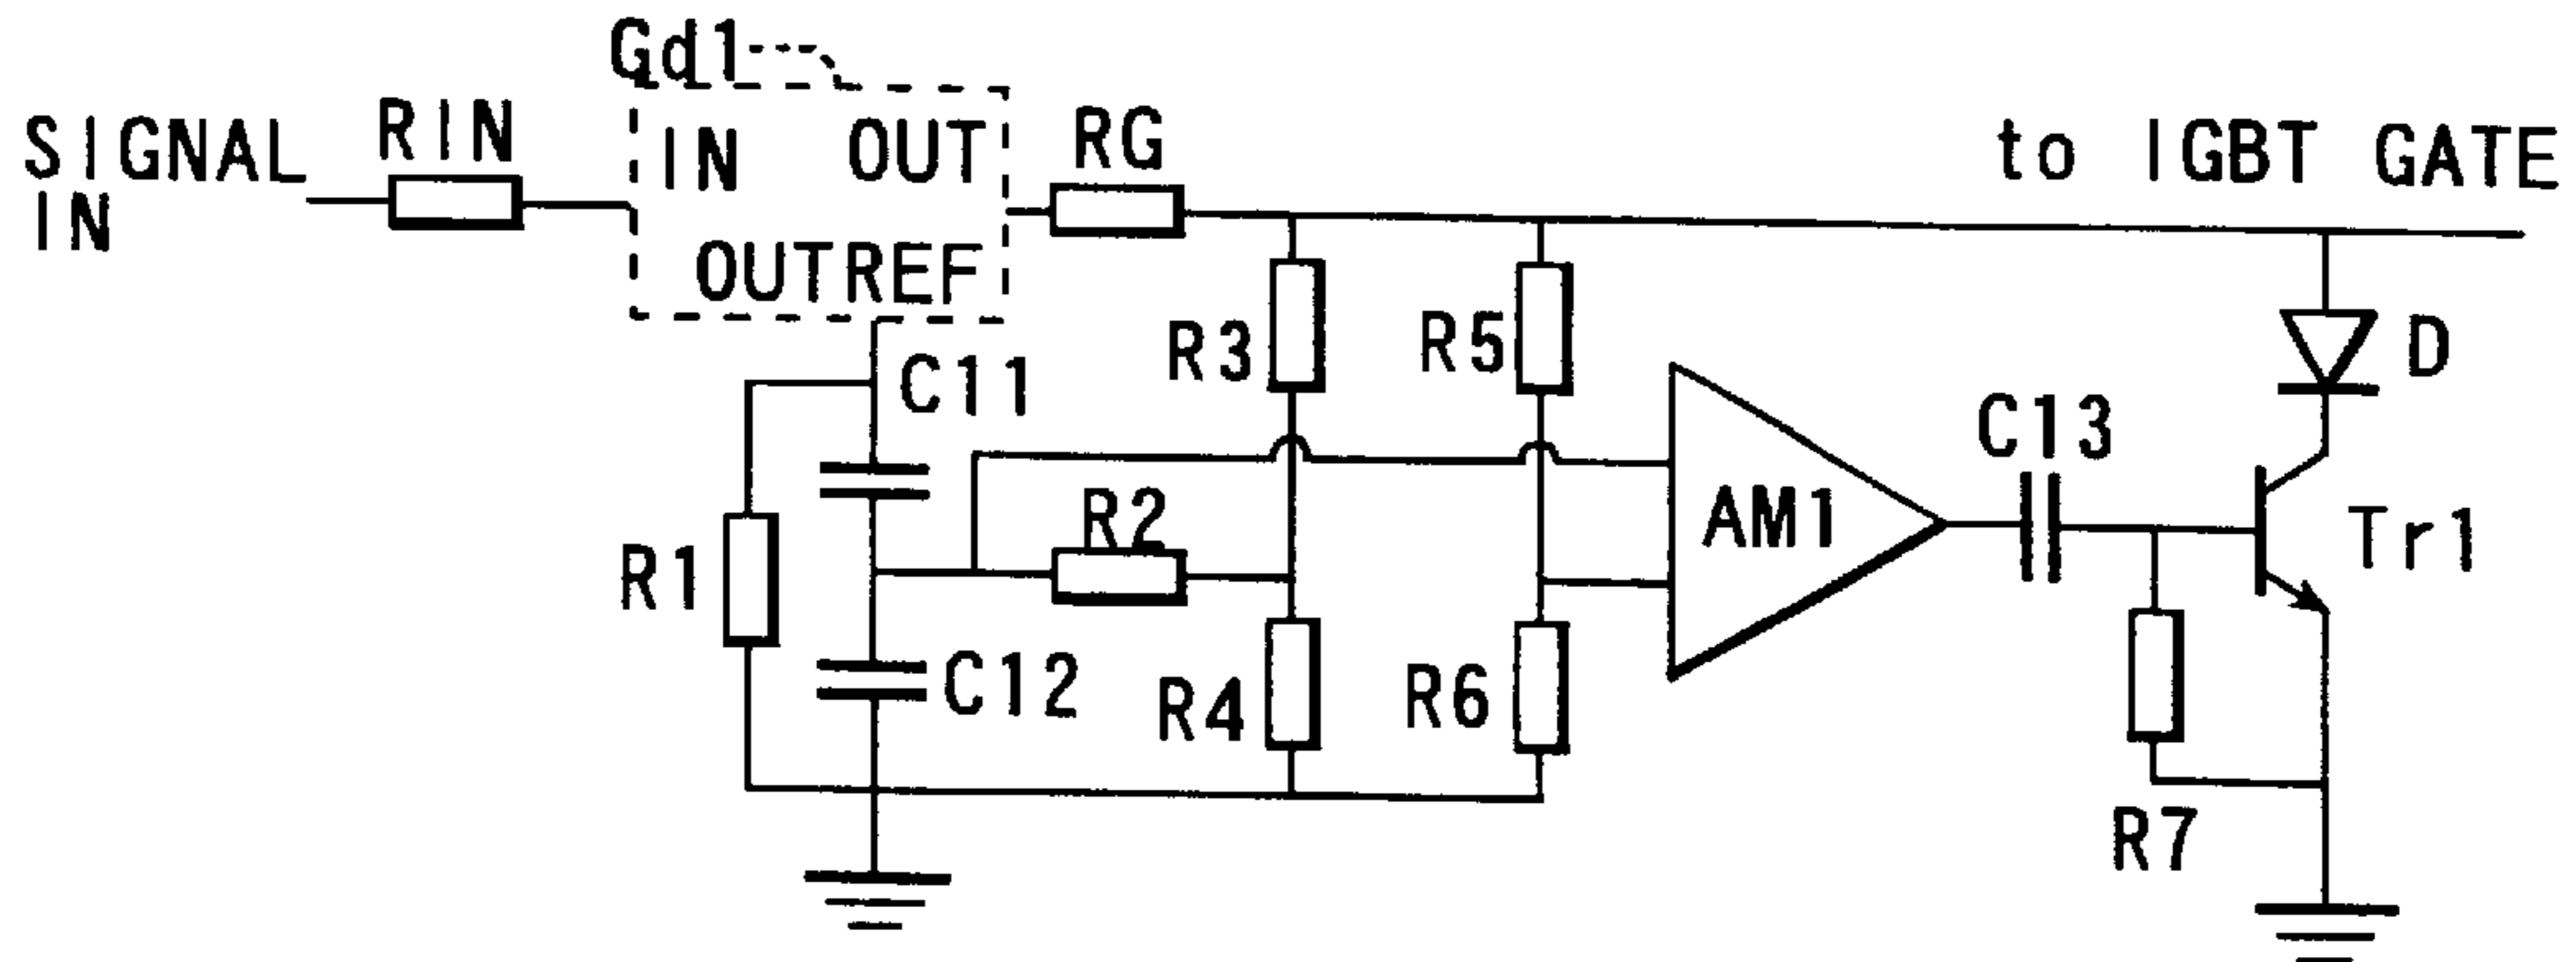 Gd1
SIGNAL
IN
RIN
IN OUT
OUTREF
RG
to IGBT GATE
R3
R5
D
C11
C13
R2
AM1
Tr1
R1
C12
R4
R6
R7